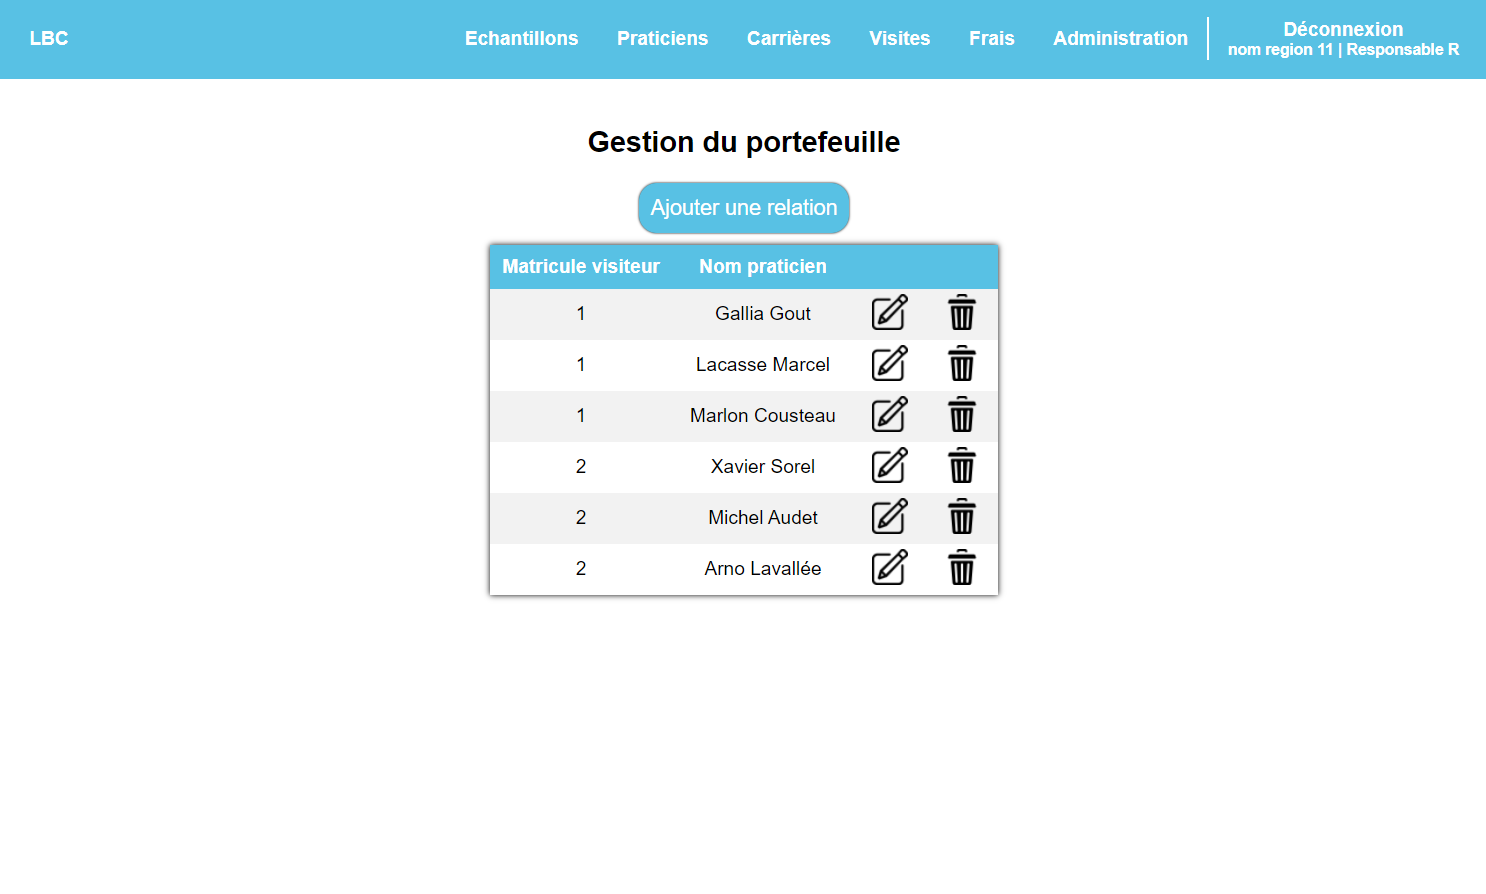 LBC
Echantillons Praticiens Carrières Visites Frais Administration
Déconnexion
nom region 11 | Responsable R
Gestion du portefeuille
Ajouter une relation
Matricule visiteur Nom praticien
1 Gallia Gout
1 Lacasse Marcel
1 Marlon Cousteau
2 Xavier Sorel
2 Michel Audet
2 Arno Lavallée